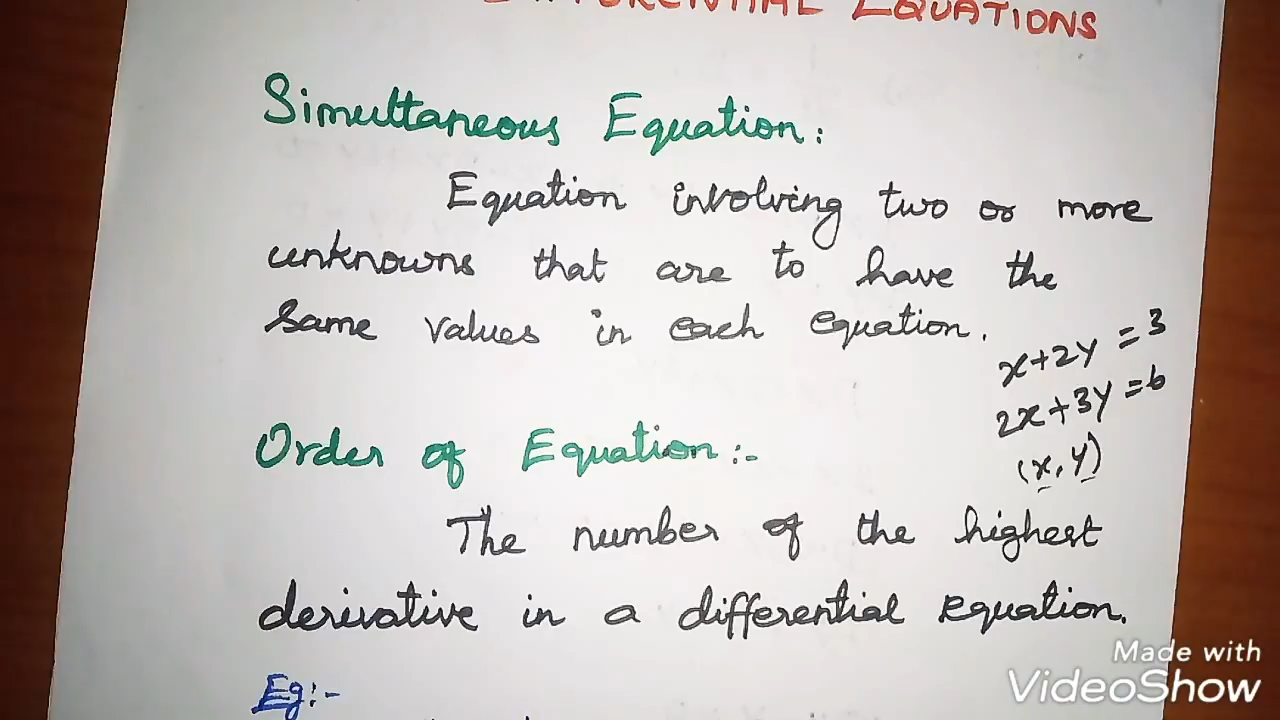 DIFFERENTIAL EQUATIONS
Simultaneous Equation:
Equation involving two or more
unknowns that are to have the
same values in each equation.
x+2y = 3
2x+3y = 6
(x, y)
Order of Equation:-
The number of the highest
derivative in a differential equation.
Eg:-
Made with
VideoShow